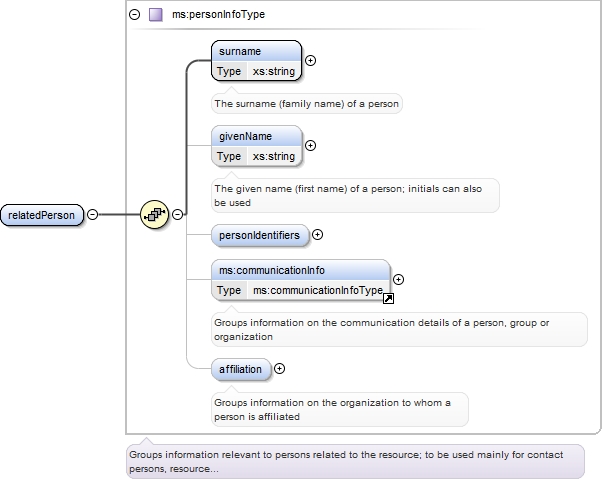 ms:personInfoType
surname
Type xs:string
The surname (family name) of a person
givenName
Type xs:string
The given name (first name) of a person; initials can also
be used
relatedPerson
personIdentifiers
ms:communicationInfo
Type ms:communicationInfoType
Groups information on the communication details of a person, group or
organization
affiliation
Groups information on the organization to whom a
person is affiliated
Groups information relevant to persons related to the resource; to be used mainly for contact
persons, resource...